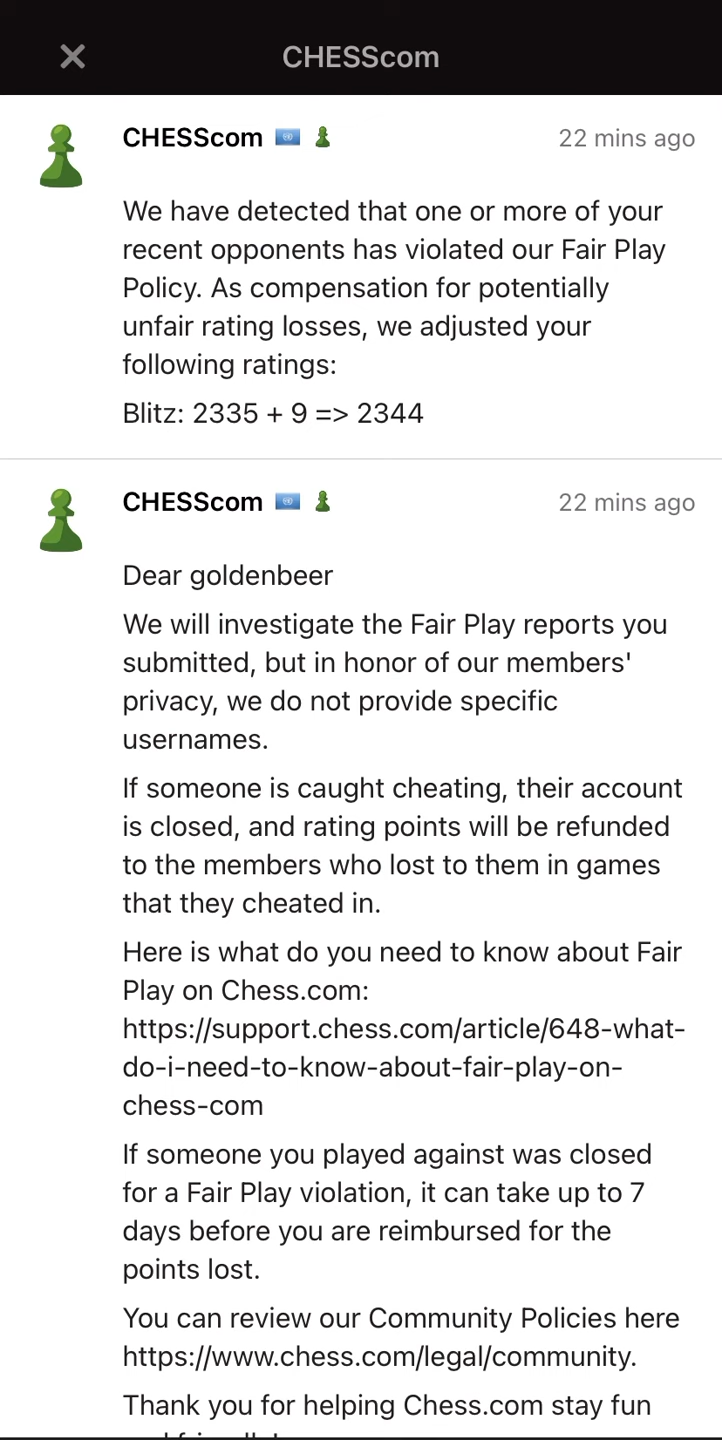 CHESScom
CHESScom
22 mins ago
We have detected that one or more of your
recent opponents has violated our Fair Play
Policy. As compensation for potentially
unfair rating losses, we adjusted your
following ratings:
Blitz: 2335 + 9 => 2344
CHESScom
22 mins ago
Dear goldenbeer
We will investigate the Fair Play reports you
submitted, but in honor of our members'
privacy, we do not provide specific
usernames.
If someone is caught cheating, their account
is closed, and rating points will be refunded
to the members who lost to them in games
that they cheated in.
Here is what do you need to know about Fair
Play on Chess.com:
https://support.chess.com/article/648-what-
do-i-need-to-know-about-fair-play-on-
chess-com
If someone you played against was closed
for a Fair Play violation, it can take up to 7
days before you are reimbursed for the
points lost.
You can review our Community Policies here
https://www.chess.com/legal/community.
Thank you for helping Chess.com stay fun